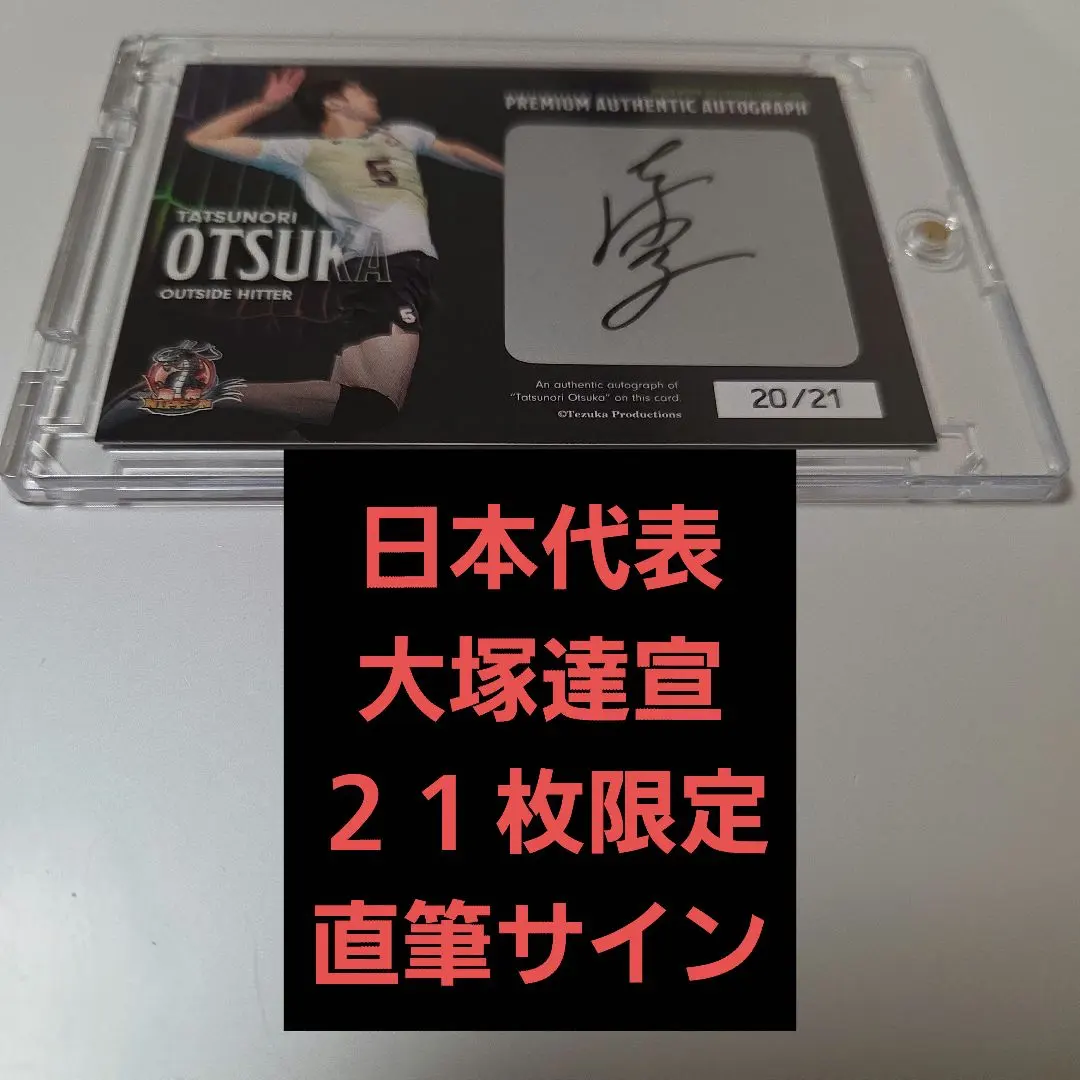 PREMIUM AUTHENTIC AUTOGRAPH
5
TATSUNORI
OTSUKA
OUTSIDE HITTER
5
An authentic autograph of
"Tatsunori Otsuka" on this card.
©Tezuka Productions
20/21
日本代表
大塚達宣
21枚限定
直筆サイン